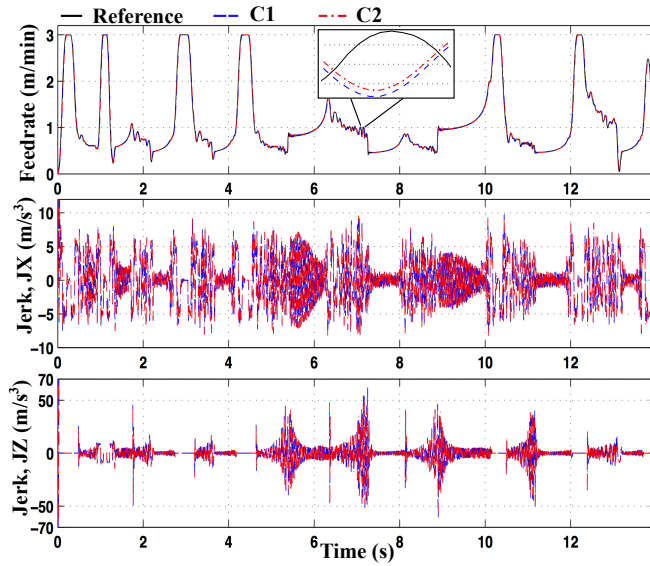 Reference C1 C2
Feedrate (m/min)
3
2
1
0
0 2 4 6 8 10 12
Jerk, JX (m/s³)
10
5
0
−5
−10
0 2 4 6 8 10 12
Jerk, JZ (m/s³)
70
50
0
−50
−70
0 2 4 6 8 10 12
Time (s)